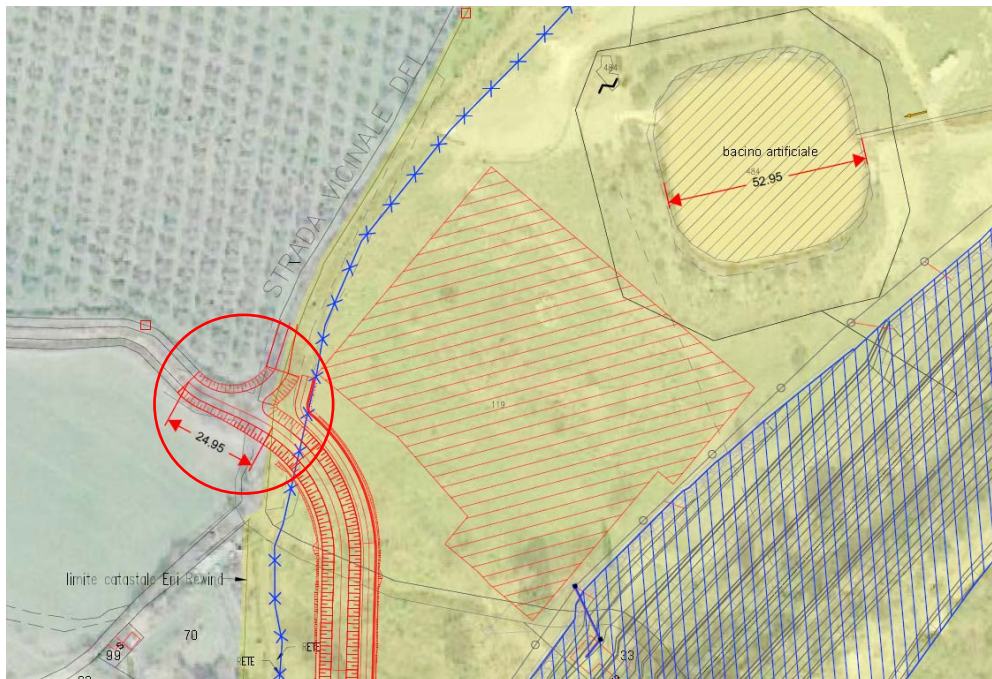 STRADA VICINALE DEL
484
bacino artificiale
484
52.95
119
24.95
limite catastale Eni Rewind
70
99
RETE
RETE
33